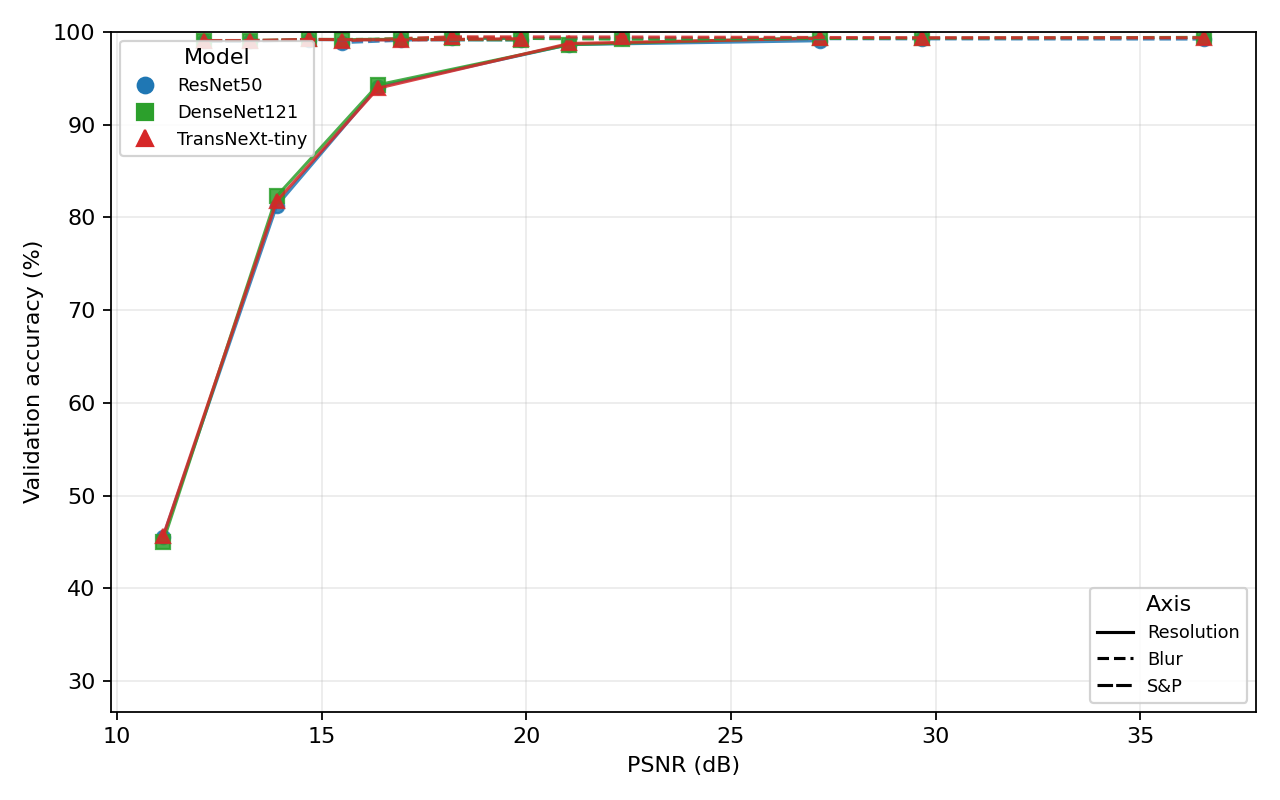 100
90
80
70
60
50
40
30
Validation accuracy (%)
Model
ResNet50
DenseNet121
TransNeXt-tiny
Axis
Resolution
Blur
S&P
10
15
20
25
30
35
PSNR (dB)